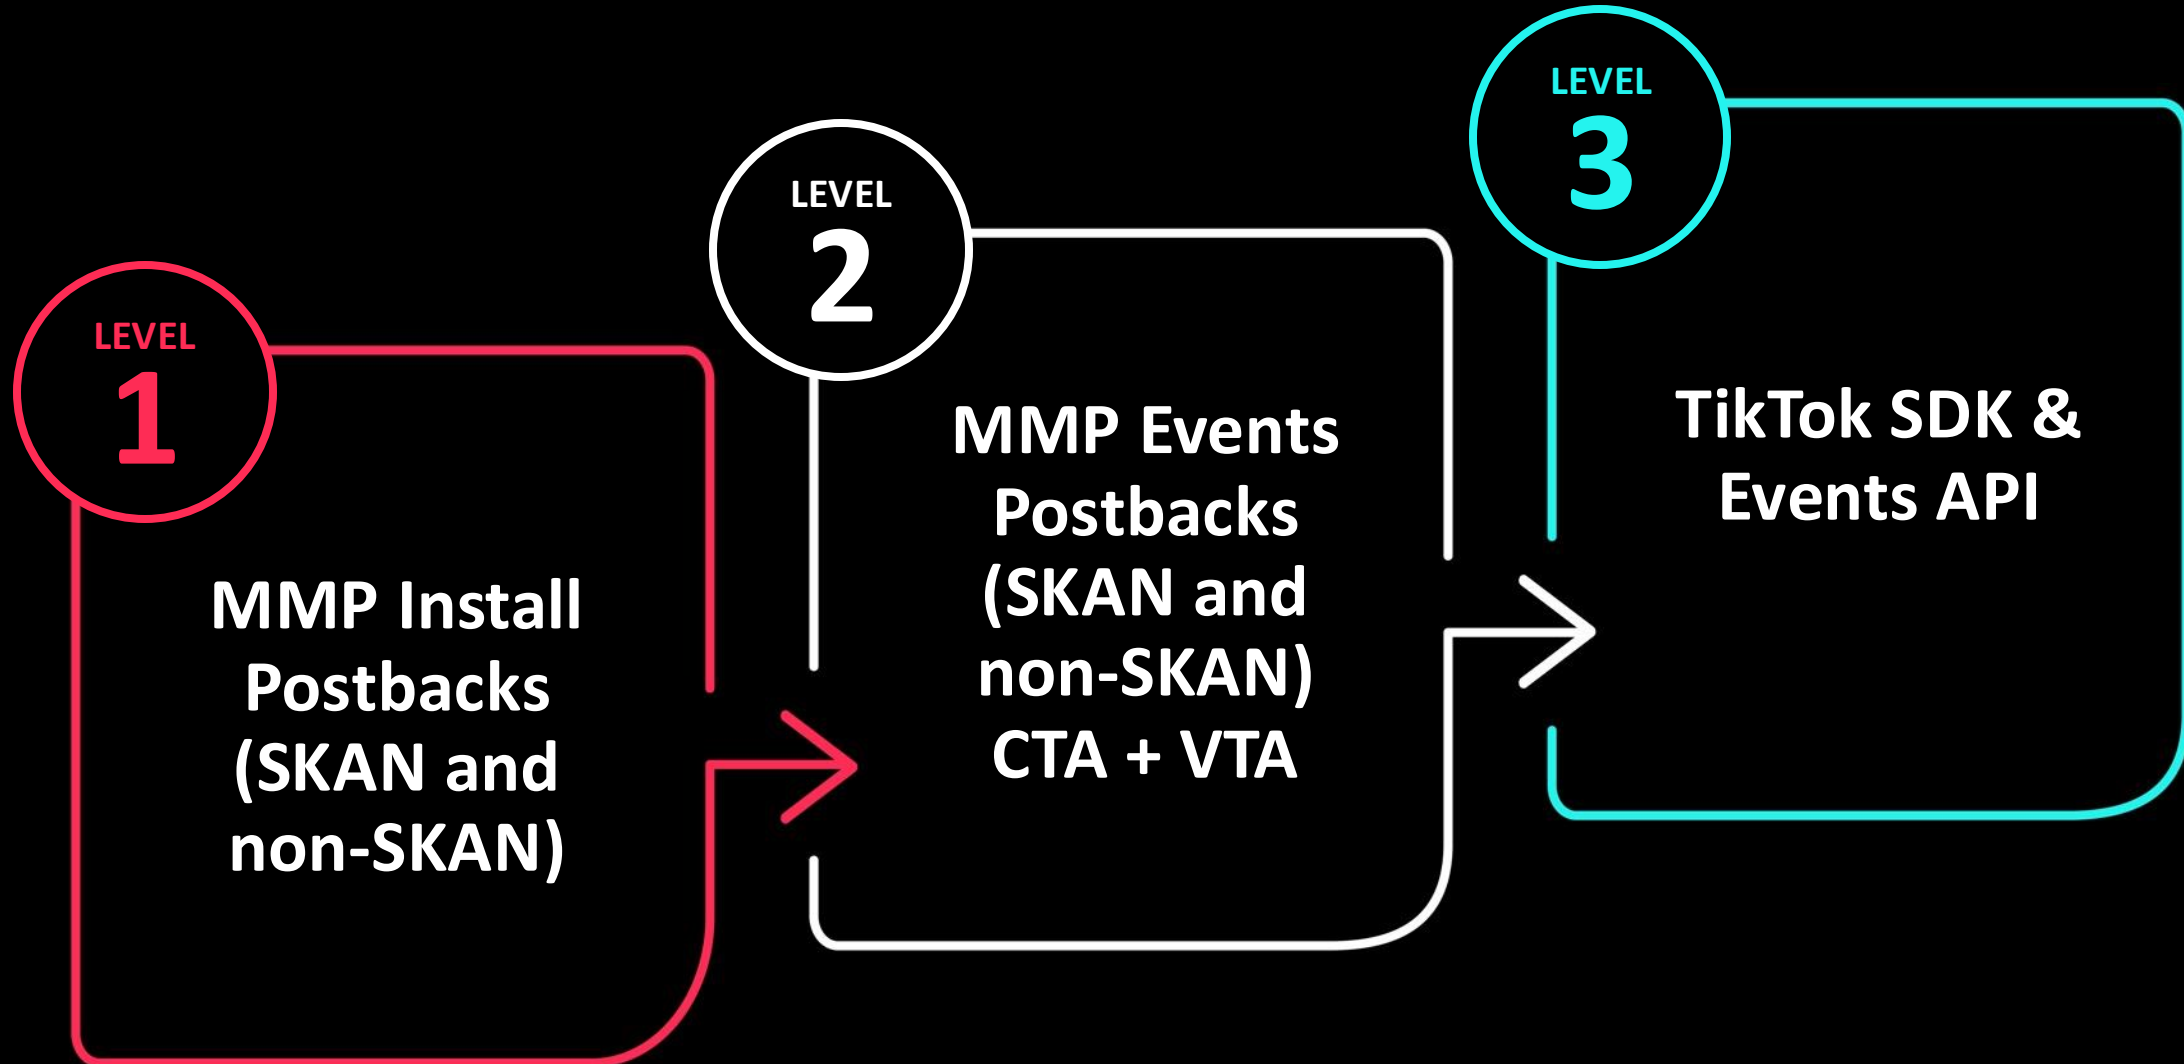 LEVEL
1
MMP Install
Postbacks
(SKAN and
non-SKAN)
LEVEL
2
MMP Events
Postbacks
(SKAN and
non-SKAN)
CTA + VTA
LEVEL
3
TikTok SDK &
Events API